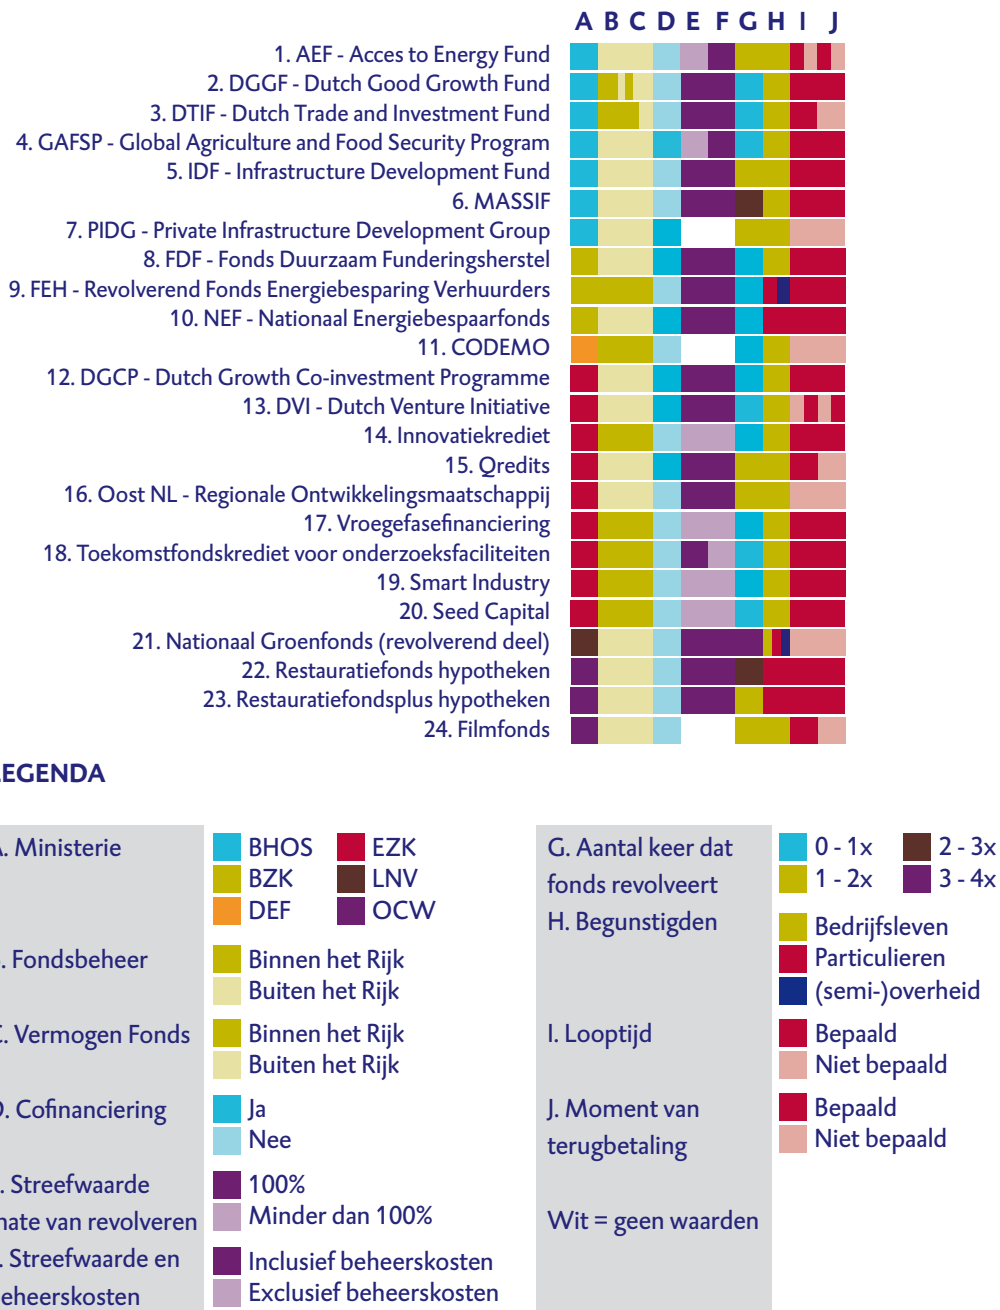 A B C D E F G H I J
1. AEF - Acces to Energy Fund
2. DGGF - Dutch Good Growth Fund
3. DTIF - Dutch Trade and Investment Fund
4. GAFSP - Global Agriculture and Food Security Program
5. IDF - Infrastructure Development Fund
6. MASSIF
7. PIDG - Private Infrastructure Development Group
8. FDF - Fonds Duurzaam Funderingsherstel
9. FEH - Revolverend Fonds Energiebesparing Verhuurders
10. NEF - Nationaal Energiebespaarfonds
11. CODEMO
12. DGCP - Dutch Growth Co-investment Programme
13. DVI - Dutch Venture Initiative
14. Innovatiekrediet
15. Qredits
16. Oost NL - Regionale Ontwikkelingsmaatschappij
17. Vroegefasefinanciering
18. Toekomstfondskrediet voor onderzoeksfaciliteiten
19. Smart Industry
20. Seed Capital
21. Nationaal Groenfonds (revolverend deel)
22. Restauratiefonds hypotheken
23. Restauratiefondsplus hypotheken
24. Filmfonds
LEGENDA
A. Ministerie
BHOS EZK
BZK LNV
DEF OCW
. Fondsbeheer
Binnen het Rijk
Buiten het Rijk
C. Vermogen Fonds
Binnen het Rijk
Buiten het Rijk
D. Cofinanciering
Ja
Nee
. Streefwaarde
mate van revolveren
100%
Minder dan 100%
. Streefwaarde en
beheerskosten
Inclusief beheerskosten
Exclusief beheerskosten
G. Aantal keer dat
fonds revolveert
0 - 1x 2 - 3x
1 - 2x 3 - 4x
H. Begunstigden
Bedrijfsleven
Particulieren
(semi-)overheid
I. Looptijd
Bepaald
Niet bepaald
J. Moment van
terugbetaling
Bepaald
Niet bepaald
Wit = geen waarden